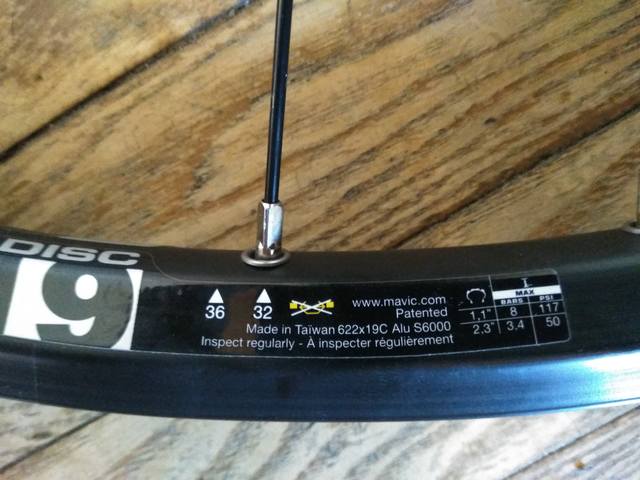 DISC
9
36 32
www.mavic.com
Patented
Made in Taïwan 622x19C Alu S6000
Inspect regularly - À inspecter régulièrement
MAX
BARS PSI
1.1" 8 117
2.3" 3.4 50